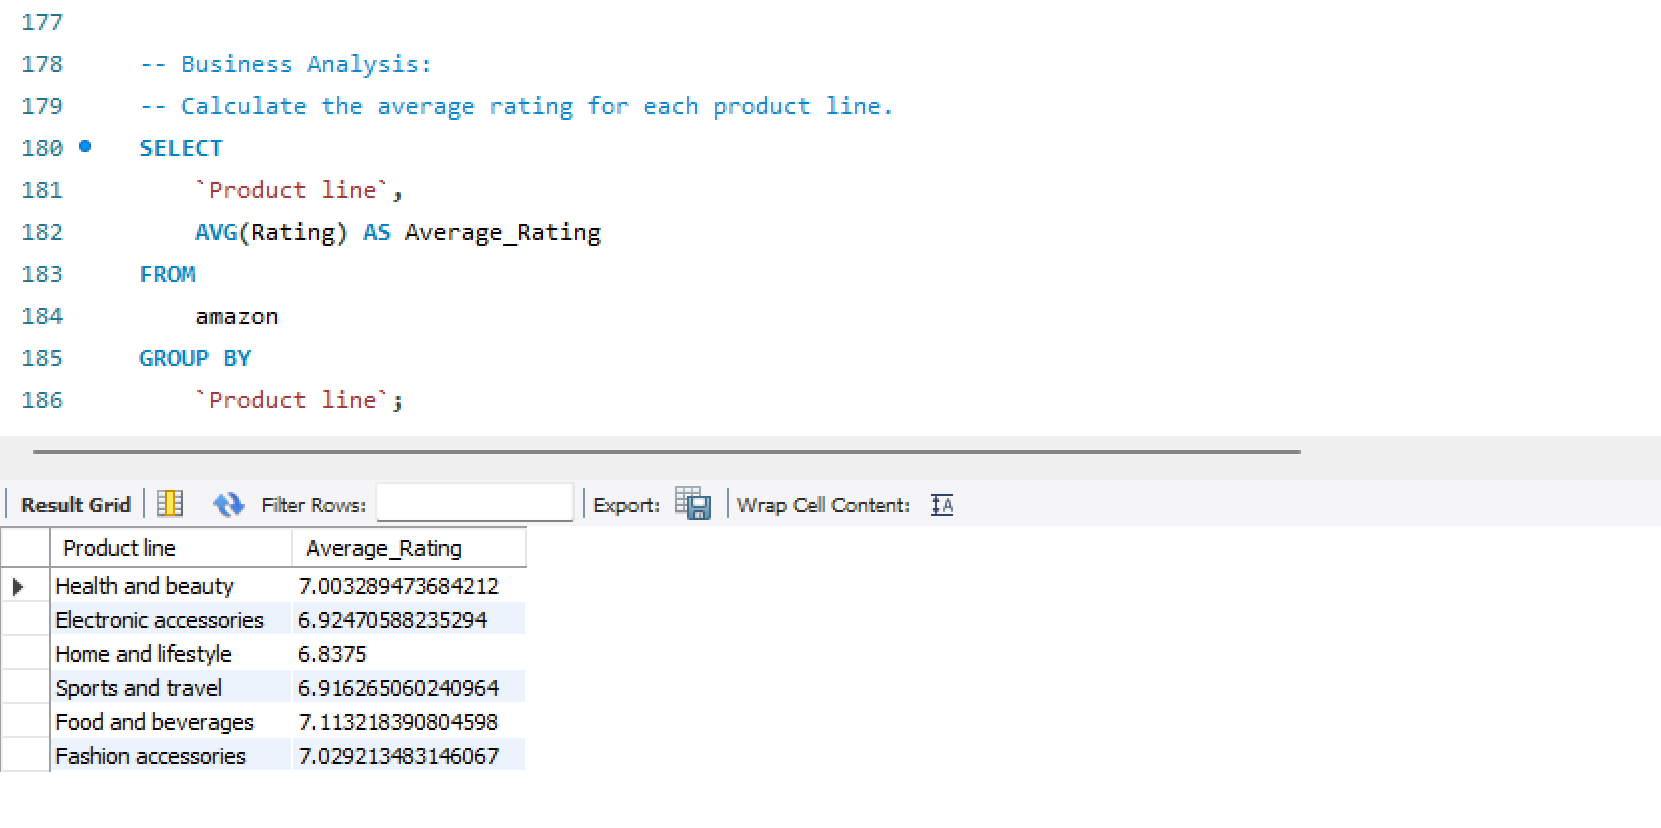 177
178 -- Business Analysis:
179 -- Calculate the average rating for each product line.
180 SELECT
181 `Product line`,
182 AVG(Rating) AS Average_Rating
183 FROM
184 amazon
185 GROUP BY
186 `Product line`;
Result Grid Filter Rows: Export: Wrap Cell Content: A
Product line Average_Rating
Health and beauty 7.003289473684212
Electronic accessories 6.92470588235294
Home and lifestyle 6.8375
Sports and travel 6.916265060240964
Food and beverages 7.113218390804598
Fashion accessories 7.029213483146067